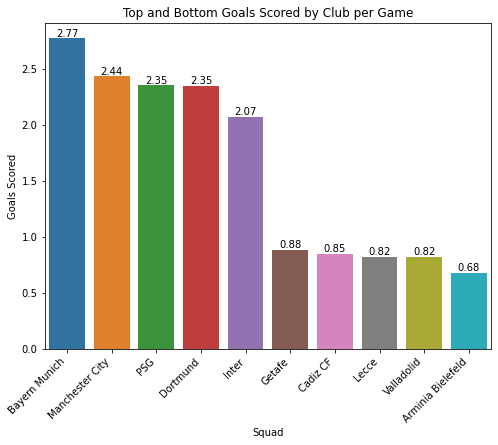 Top and Bottom Goals Scored by Club per Game
Goals Scored
2.5
2.0
1.5
1.0
0.5
0.0
2.77
2.44
2.35
2.35
2.07
0.88
0.85
0.82
0.82
0.68
Bayern Munich
Manchester City
PSG
Dortmund
Inter
Getafe
Cadiz CF
Lecce
Valladolid
Arminia Bielefeld
Squad